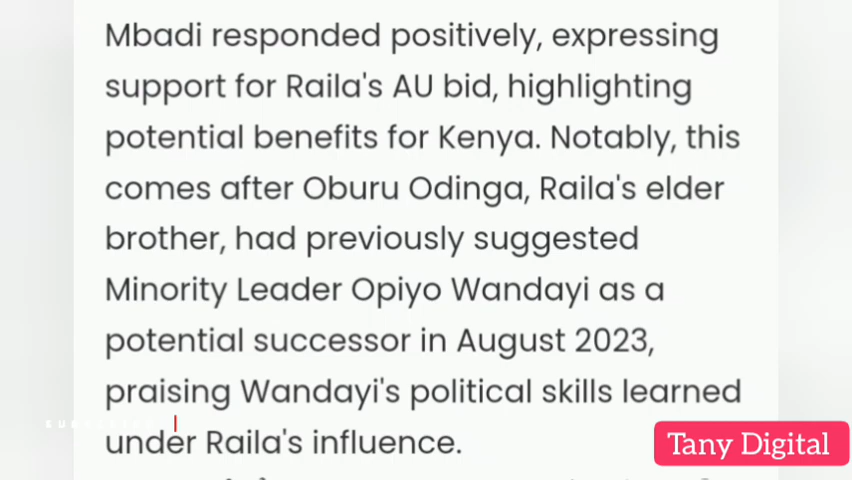 Mbadi responded positively, expressing
support for Raila's AU bid, highlighting
potential benefits for Kenya. Notably, this
comes after Oburu Odinga, Raila's elder
brother, had previously suggested
Minority Leader Opiyo Wandayi as a
potential successor in August 2023,
praising Wandayi's political skills learned
under Raila's influence.
Tany Digital